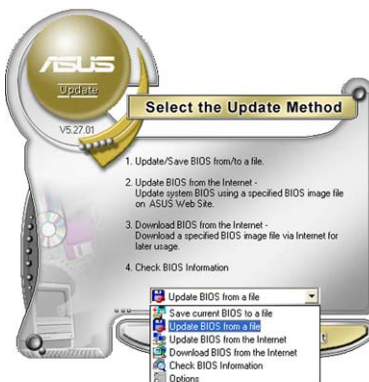 ASUS
Update
V5.27.01
Select the Update Method
1. Update/Save BIOS from/to a file.
2. Update BIOS from the Internet -
Update system BIOS using a specified BIOS image file
on ASUS Web Site.
3. Download BIOS from the Internet -
Download a specified BIOS image file via Internet for
later usage.
4. Check BIOS Information
Update BIOS from a file
Save current BIOS to a file
Update BIOS from a file
Update BIOS from the Internet
Download BIOS from the Internet
Check BIOS Information
Options